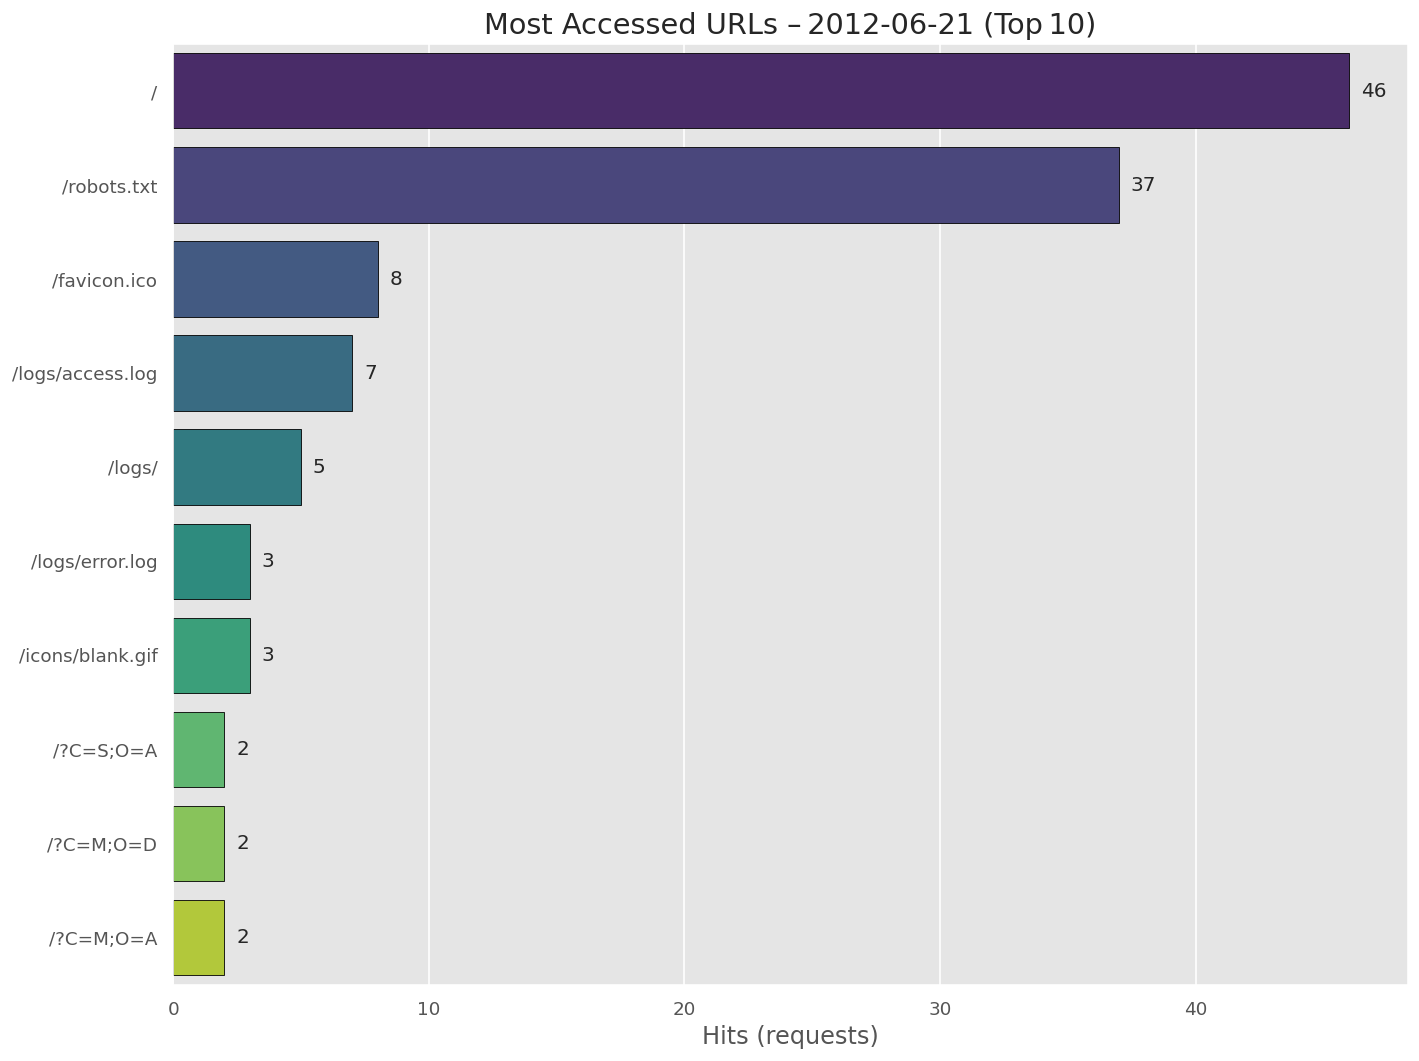 Most Accessed URLs – 2012-06-21 (Top 10)
/ 46
/robots.txt 37
/favicon.ico 8
/logs/access.log 7
/logs/ 5
/logs/error.log 3
/icons/blank.gif 3
/?C=S;O=A 2
/?C=M;O=D 2
/?C=M;O=A 2
0 10 20 30 40
Hits (requests)